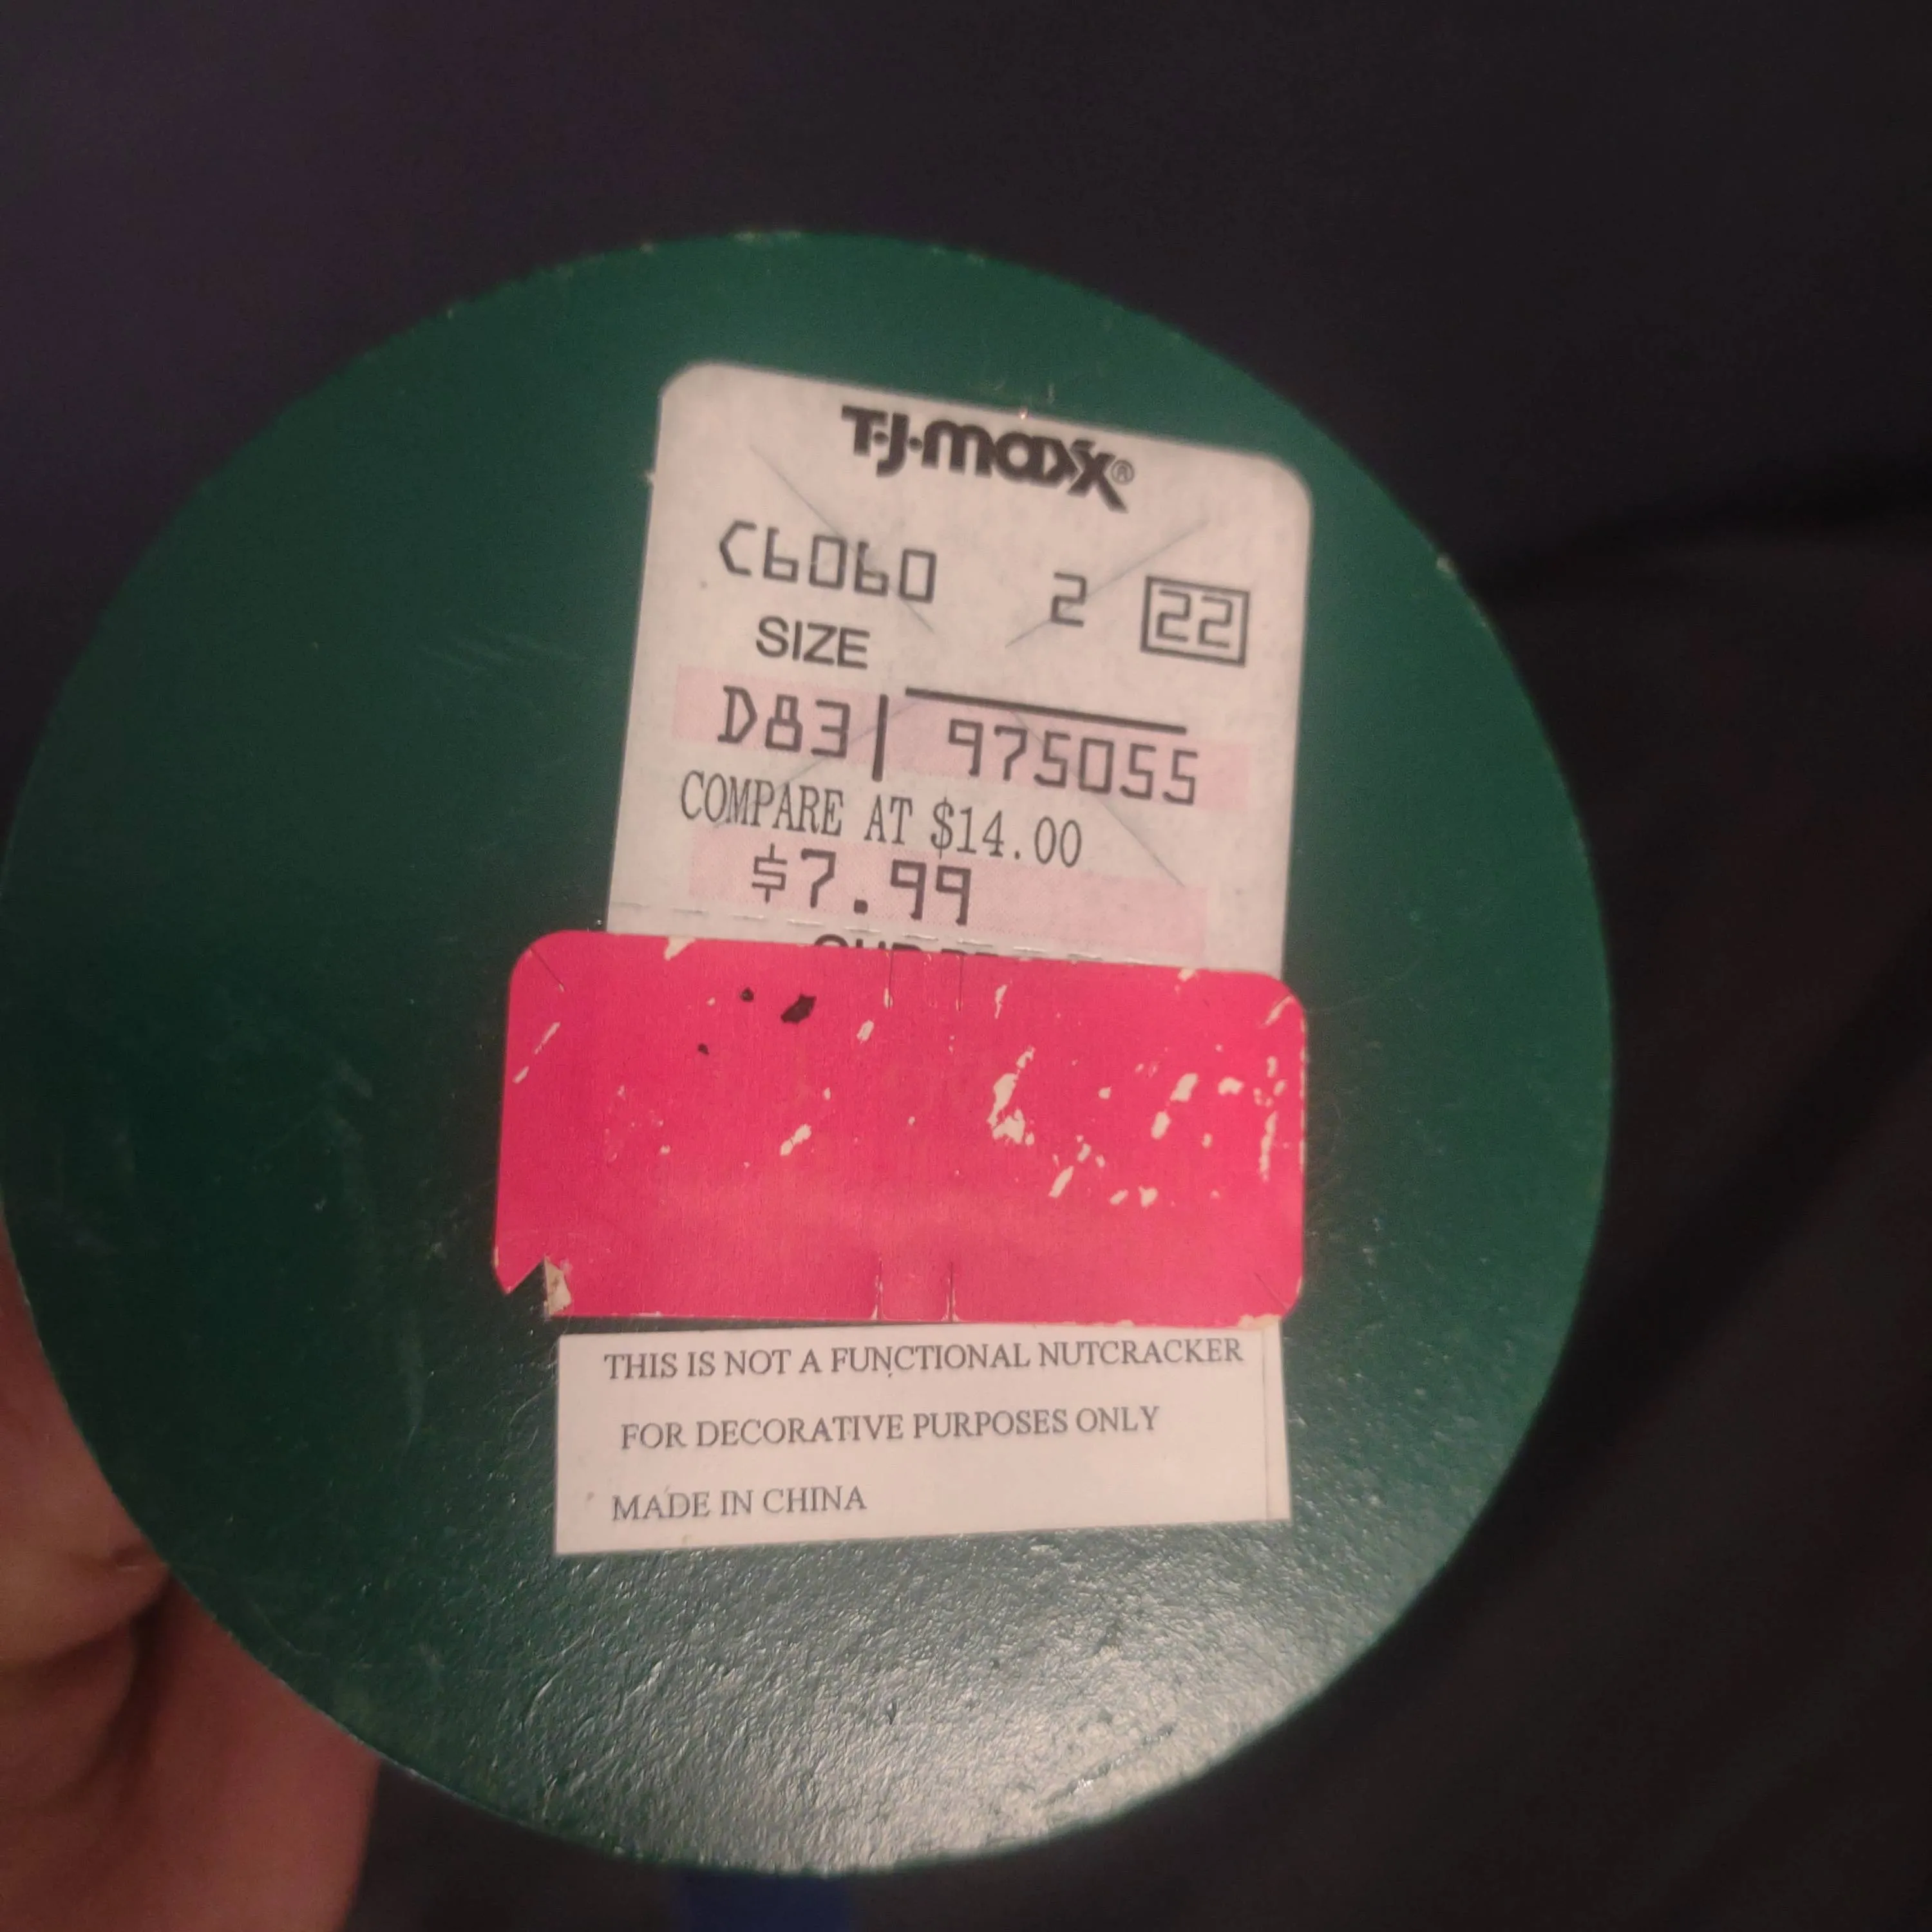 T.J.maxx®
C6060 2 22
SIZE
D83| 975055
COMPARE AT $14.00
$7.99
THIS IS NOT A FUNCTIONAL NUTCRACKER
FOR DECORATIVE PURPOSES ONLY
MADE IN CHINA